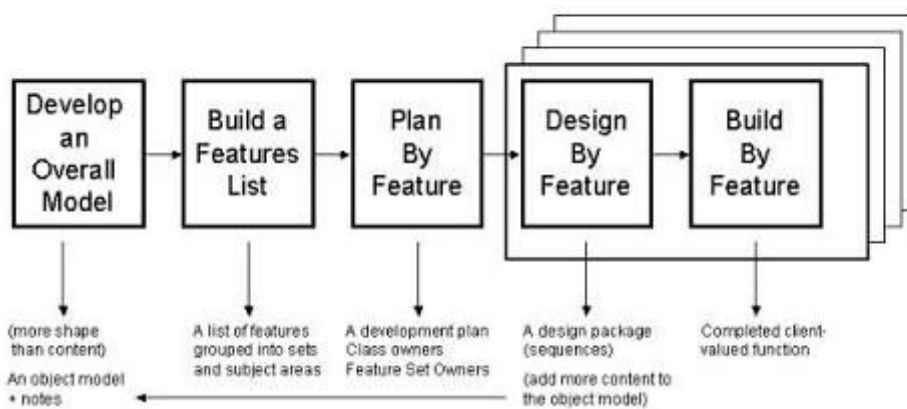 Develop
an
Overall
Model
Build a
Features
List
Plan
By
Feature
Design
By
Feature
Build
By
Feature
(more shape
than content)
An object model
+ notes
A list of features
grouped into sets
and subject areas
A development plan
Class owners
Feature Set Owners
A design package
(sequences)
(add more content to
the object model)
Completed client-
valued function